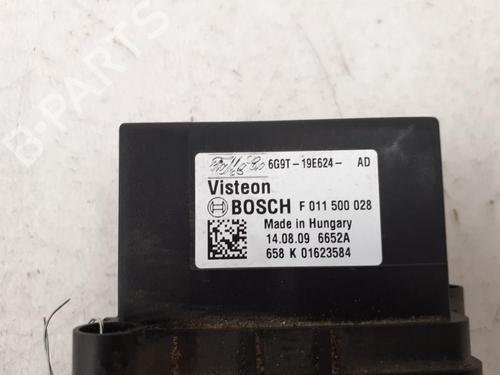 6G9T-19E624- AD
Visteon
BOSCH F 011 500 028
Made in Hungary
14.08.09 6652A
658 K 01623584
B-PARTS